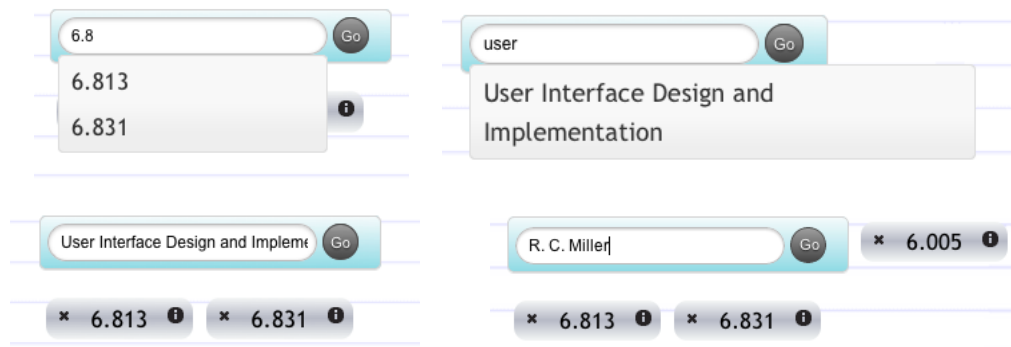 6.8 Go
6.813
6.831
user Go
User Interface Design and
Implementation
User Interface Design and Impleme Go
6.813 6.831
R. C. Miller Go 6.005
6.813 6.831